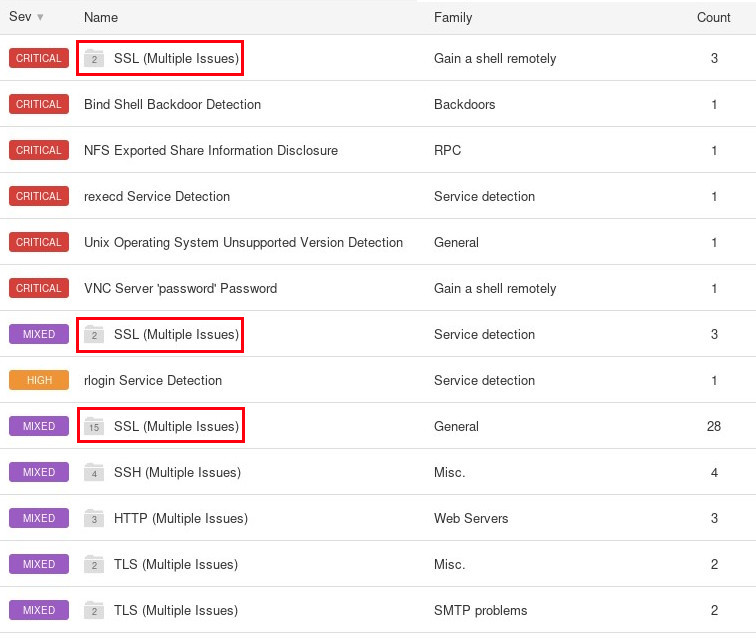 Sev ▼ Name Family Count
CRITICAL 2 SSL (Multiple Issues) Gain a shell remotely 3
CRITICAL Bind Shell Backdoor Detection Backdoors 1
CRITICAL NFS Exported Share Information Disclosure RPC 1
CRITICAL rexecd Service Detection Service detection 1
CRITICAL Unix Operating System Unsupported Version Detection General 1
CRITICAL VNC Server 'password' Password Gain a shell remotely 1
MIXED 2 SSL (Multiple Issues) Service detection 3
HIGH rlogin Service Detection Service detection 1
MIXED 15 SSL (Multiple Issues) General 28
MIXED 4 SSH (Multiple Issues) Misc. 4
MIXED 3 HTTP (Multiple Issues) Web Servers 3
MIXED 2 TLS (Multiple Issues) Misc. 2
MIXED 2 TLS (Multiple Issues) SMTP problems 2